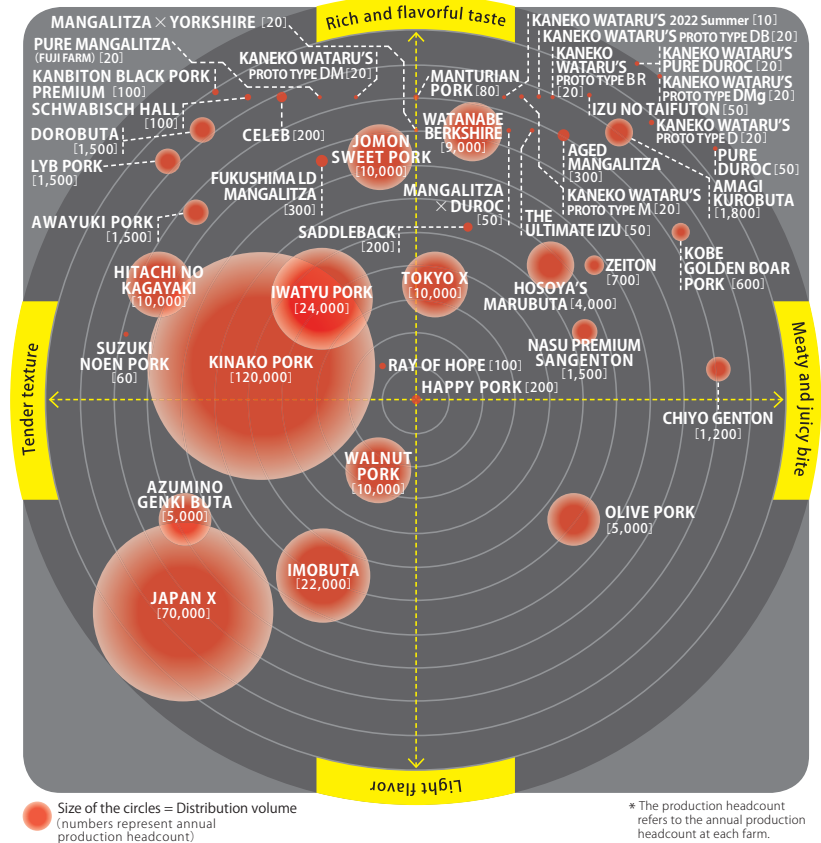 Rich and flavorful taste
MANGALITZA × YORKSHIRE [20]
PURE MANGALITZA
(FUJI FARM) [20]
KANBITON BLACK PORK
PREMIUM [100]
SCHWABISCH HALL
[100]
DOROBUTA
[1,500]
LYB PORK
[1,500]
AWAYUKI PORK
[1,500]
KANEKO WATARU'S
PROTO TYPE DM [20]
CELEB [200]
FUKUSHIMA LD
MANGALITZA
[300]
JOMON
SWEET PORK
[10,000]
MANTURIAN
PORK [80]
WATANABE
BERKSHIRE
[9,000]
KANEKO WATARU'S 2022 Summer [10]
KANEKO WATARU'S PROTO TYPE DB [20]
KANEKO
WATARU'S
PROTO TYPE BR
[20]
KANEKO WATARU'S
PURE DUROC [20]
KANEKO WATARU'S
PROTO TYPE DMg [20]
IZU NO TAIFUTON [50]
KANEKO WATARU'S
PROTO TYPE D [20]
PURE
DUROC [50]
AMAGI
KUROBUTA
[1,800]
AGED
MANGALITZA
[300]
KANEKO WATARU'S
PROTO TYPE M [20]
MANGALITZA
× DUROC
[50]
THE
ULTIMATE IZU [50]
SADDLEBACK
[200]
KOBE
GOLDEN BOAR
PORK [600]
HITACHI NO
KAGAYAKI
[10,000]
IWATYU PORK
[24,000]
TOKYO X
[10,000]
HOSOYA'S
MARUBUTA [4,000]
ZEITON
[700]
SUZUKI
NOEN PORK
[60]
KINAKO PORK
[120,000]
RAY OF HOPE [100]
HAPPY PORK [200]
NASU PREMIUM
SANGENTON
[1,500]
CHIYO GENTON
[1,200]
Tender texture
Meaty and juicy bite
WALNUT
PORK
[10,000]
AZUMINO
GENKI BUTA
[5,000]
OLIVE PORK
[5,000]
IMOBUTA
[22,000]
JAPAN X
[70,000]
Light flavor
Size of the circles = Distribution volume
(numbers represent annual
production headcount)
* The production headcount
refers to the annual production
headcount at each farm.